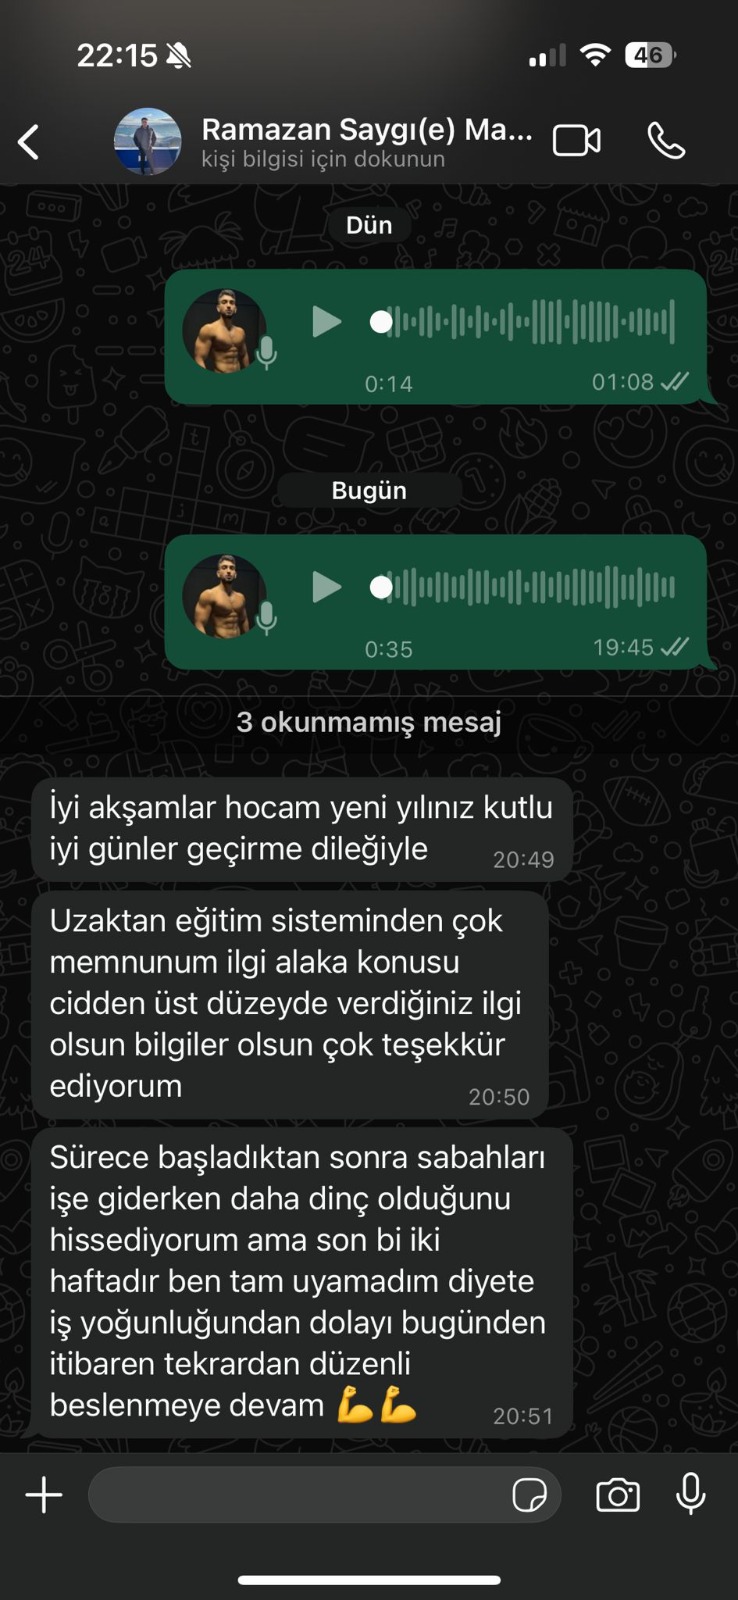 22:15
46
Ramazan Saygı(e) Ma...
kişi bilgisi için dokunun
Dün
0:14
01:08
Bugün
0:35
19:45
3 okunmamış mesaj
İyi akşamlar hocam yeni yılınız kutlu
iyi günler geçirme dileğiyle
20:49
Uzaktan eğitim sisteminden çok
memnunum ilgi alaka konusu
cidden üst düzeyde verdiğiniz ilgi
olsun bilgiler olsun çok teşekkür
ediyorum
20:50
Sürece başladıktan sonra sabahları
işe giderken daha dinç olduğunu
hissediyorum ama son bi iki
haftadır ben tam uyamadım diyete
iş yoğunluğundan dolayı bugünden
itibaren tekrardan düzenli
beslenmeye devam 💪💪
20:51